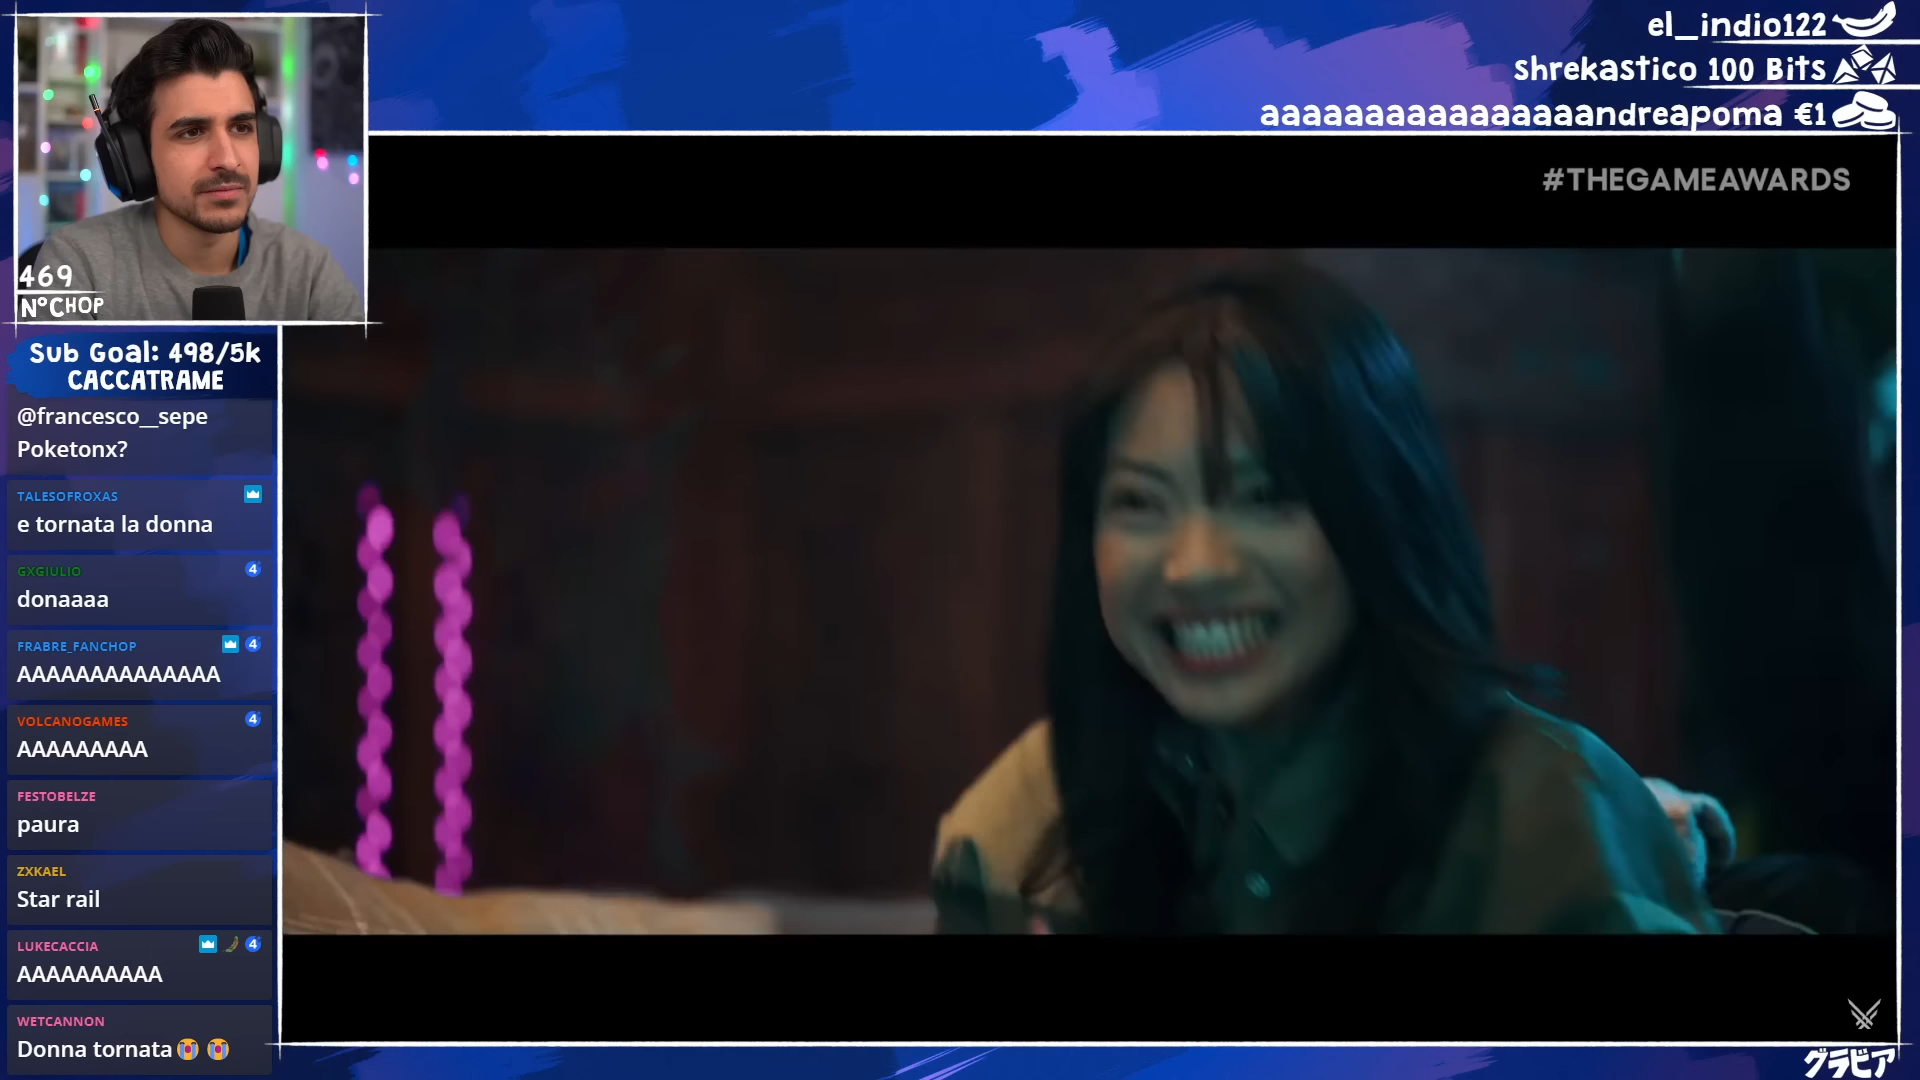 el_indio122
shrekastico 100 Bits
aaaaaaaaaaaaaaaandreapoma €1
#THEGAMEAWARDS
469
N°CHOP
Sub Goal: 498/5k
CACCATRAME
@francesco__sepe
Poketonx?
TALESOFROXAS
e tornata la donna
GXGIULIO 4
donaaaa
FRABRE_FANCHOP 4
AAAAAAAAAAAAAA
VOLCANOGAMES 4
AAAAAAAAA
FESTOBELZE
paura
ZXKAEL
Star rail
LUKECACCIA 4
AAAAAAAAAA
WETCANNON
Donna tornata😭 😭
グラビア